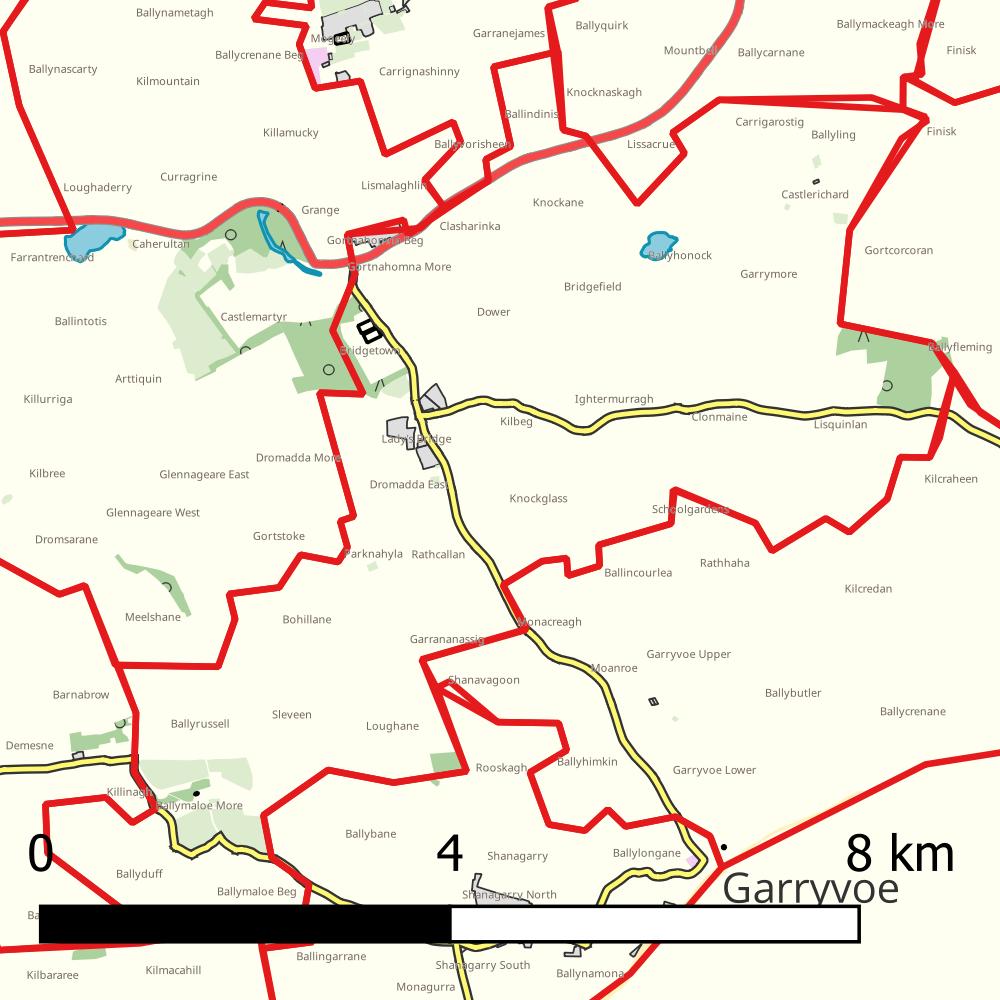 Ballynametagh
Ballyquirk
Ballymackeagh More
Garranejames
Mogeely
Mountbell
Ballycarnane
Finisk
Ballycrenane Beg
Ballynascarty
Kilmountain
Carrignashinny
Knocknaskagh
Ballindinis
Carrigarostig
Killamucky
Ballyling
Finisk
Ballyvorisheen
Lissacrue
Curragrine
Loughaderry
Lismalaghlin
Castlerichard
Knockane
Grange
Clasharinka
Caherultan
Gortnahomna Beg
Gortcorcoran
Farrantrenchard
Ballyhonock
Gortnahomna More
Garrymore
Bridgefield
Castlemartyr
Dower
Ballintotis
Bridgetown
Ballyfleming
Arttiquin
Killurriga
Ightermurragh
Kilbeg
Clonmaine
Lisquinlan
Lady's Bridge
Dromadda More
Kilbree
Glennageare East
Kilcraheen
Dromadda East
Knockglass
Schoolgardens
Glennageare West
Gortstoke
Dromsarane
Parknahyla
Rathcallan
Rathhaha
Ballincourlea
Kilcredan
Meelshane
Bohillane
Monacreagh
Garrananassig
Garryvoe Upper
Moanroe
Shanavagoon
Barnabrow
Ballybutler
Sleveen
Ballycrenane
Ballyrussell
Loughane
Demesne
Ballyhimkin
Rooskagh
Garryvoe Lower
Killinagh
Ballymaloe More
Ballybane
0
4
8 km
Shanagarry
Ballylongane
Ballyduff
Garryvoe
Ballymaloe Beg
Shanagarry North
Ba
Ballingarrane
Shanagarry South
Kilbararee
Kilmacahill
Ballynamona
Monagurra